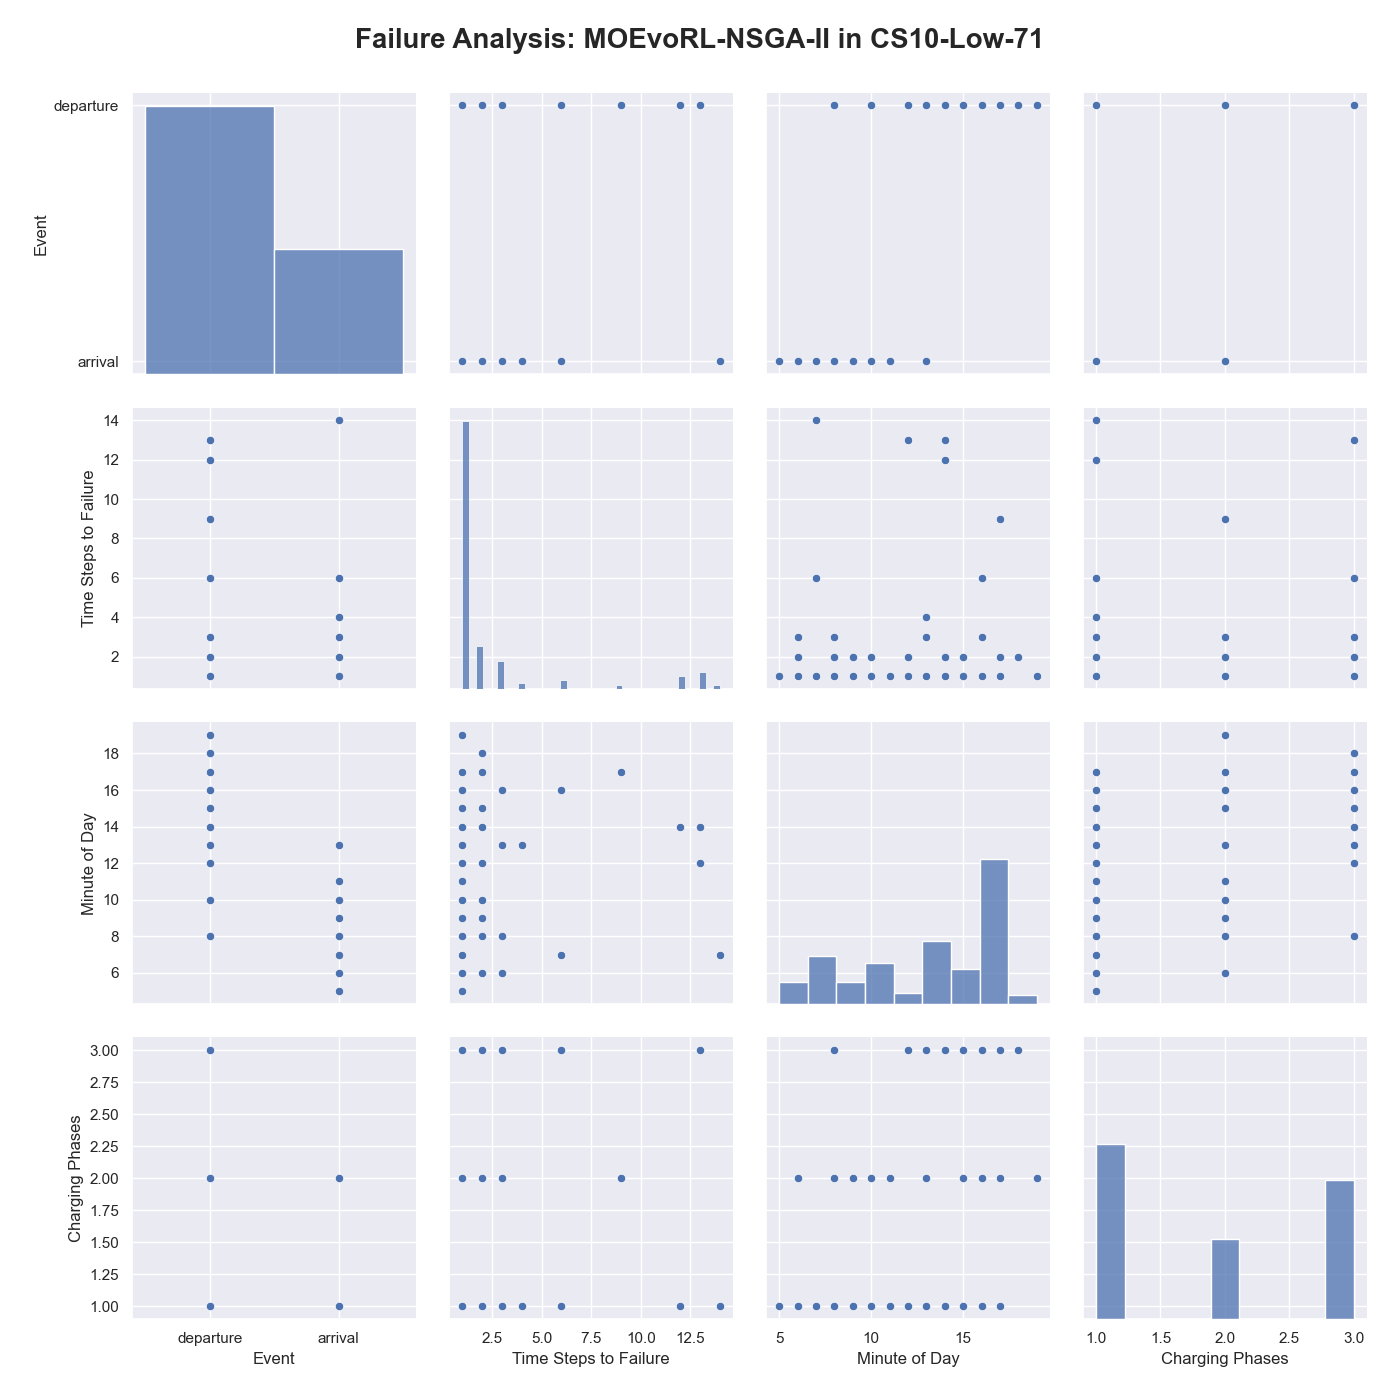 Failure Analysis: MOEvoRL-NSGA-II in CS10-Low-71
departure
Event
arrival
14
12
10
8
6
4
2
Time Steps to Failure
18
16
14
12
10
8
6
Minute of Day
3.00
2.75
2.50
2.25
2.00
1.75
1.50
1.25
1.00
Charging Phases
departure arrival
Event
2.5 5.0 7.5 10.0 12.5
Time Steps to Failure
5 10 15
Minute of Day
1.0 1.5 2.0 2.5 3.0
Charging Phases